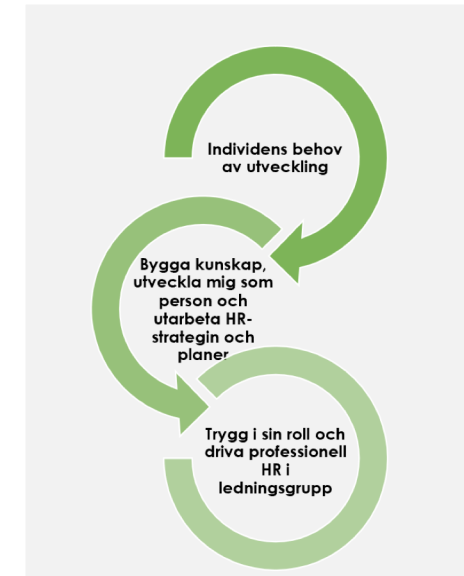 Individens behov
av utveckling
Bygga kunskap,
utveckla mig som
person och
utarbeta HR-
strategin och
planer
Trygg i sin roll och
driva professionell
HR i
ledningsgrupp